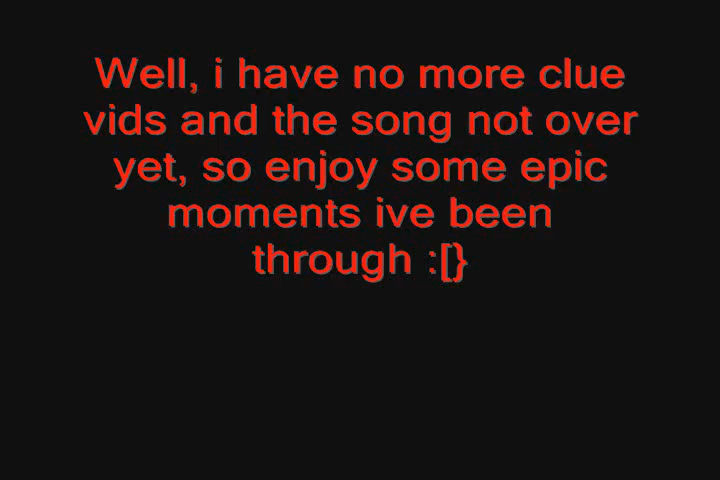 Well, i have no more clue
vids and the song not over
yet, so enjoy some epic
moments ive been
through :[}